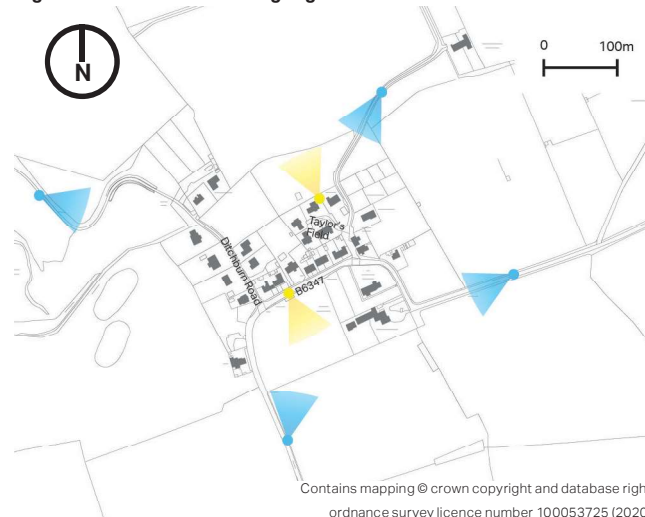 N
0 100m
Taylor's
Field
Ditchburn Road
B6347
Contains mapping © crown copyright and database righ
ordnance survey licence number 100053725 (2020